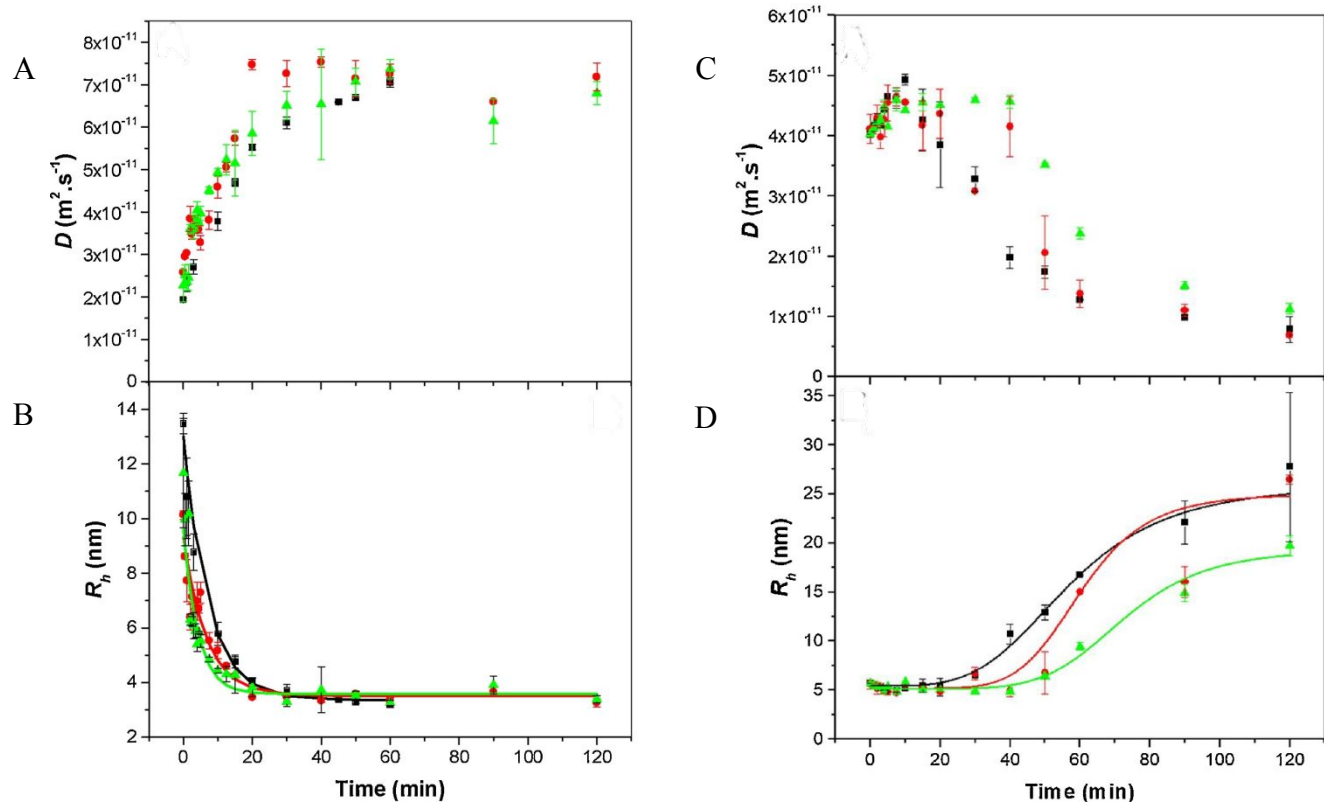 A
D (m².s⁻¹)
8x10⁻¹¹
7x10⁻¹¹
6x10⁻¹¹
5x10⁻¹¹
4x10⁻¹¹
3x10⁻¹¹
2x10⁻¹¹
1x10⁻¹¹
0
B
R_h (nm)
14
12
10
8
6
4
2
0 20 40 60 80 100 120
Time (min)
C
D (m².s⁻¹)
6x10⁻¹¹
5x10⁻¹¹
4x10⁻¹¹
3x10⁻¹¹
2x10⁻¹¹
1x10⁻¹¹
0
D
R_h (nm)
35
30
25
20
15
10
5
0
0 20 40 60 80 100 120
Time (min)